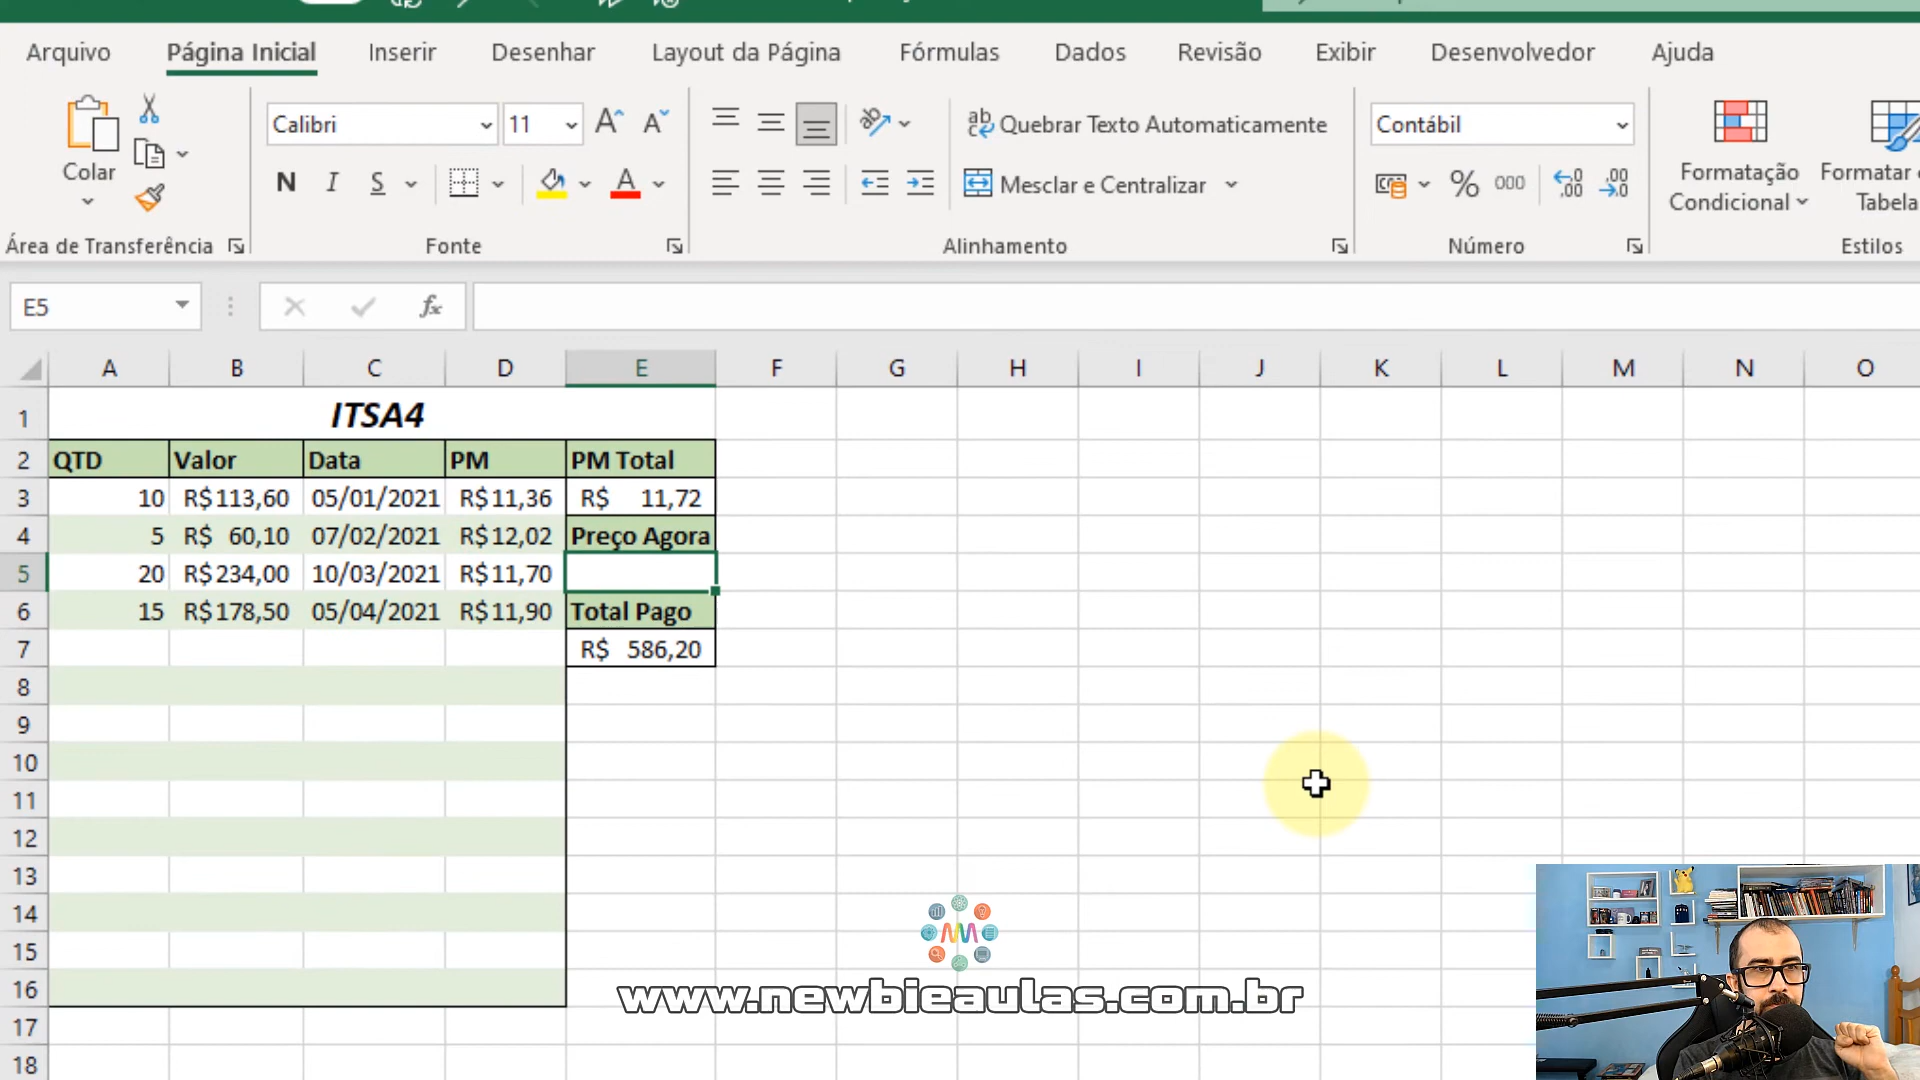 Arquivo Página Inicial Inserir Desenhar Layout da Página Fórmulas Dados Revisão Exibir Desenvolvedor Ajuda
Colar
Calibri 11
N I S
Quebrar Texto Automaticamente
Mesclar e Centralizar
Contábil
% 000
Formatação
Condicional
Formatar
Tabela
Área de Transferência Fonte Alinhamento Número Estilos
E5 fx
A B C D E F G H I J K L M N O
1 ITSA4
2 QTD Valor Data PM PM Total
3 10 R$113,60 05/01/2021 R$11,36 R$ 11,72
4 5 R$ 60,10 07/02/2021 R$12,02 Preço Agora
5 20 R$234,00 10/03/2021 R$11,70
6 15 R$178,50 05/04/2021 R$11,90 Total Pago
7 R$ 586,20
8
9
10
11
12
13
14
15
16
17
18
www.newbieaulas.com.br